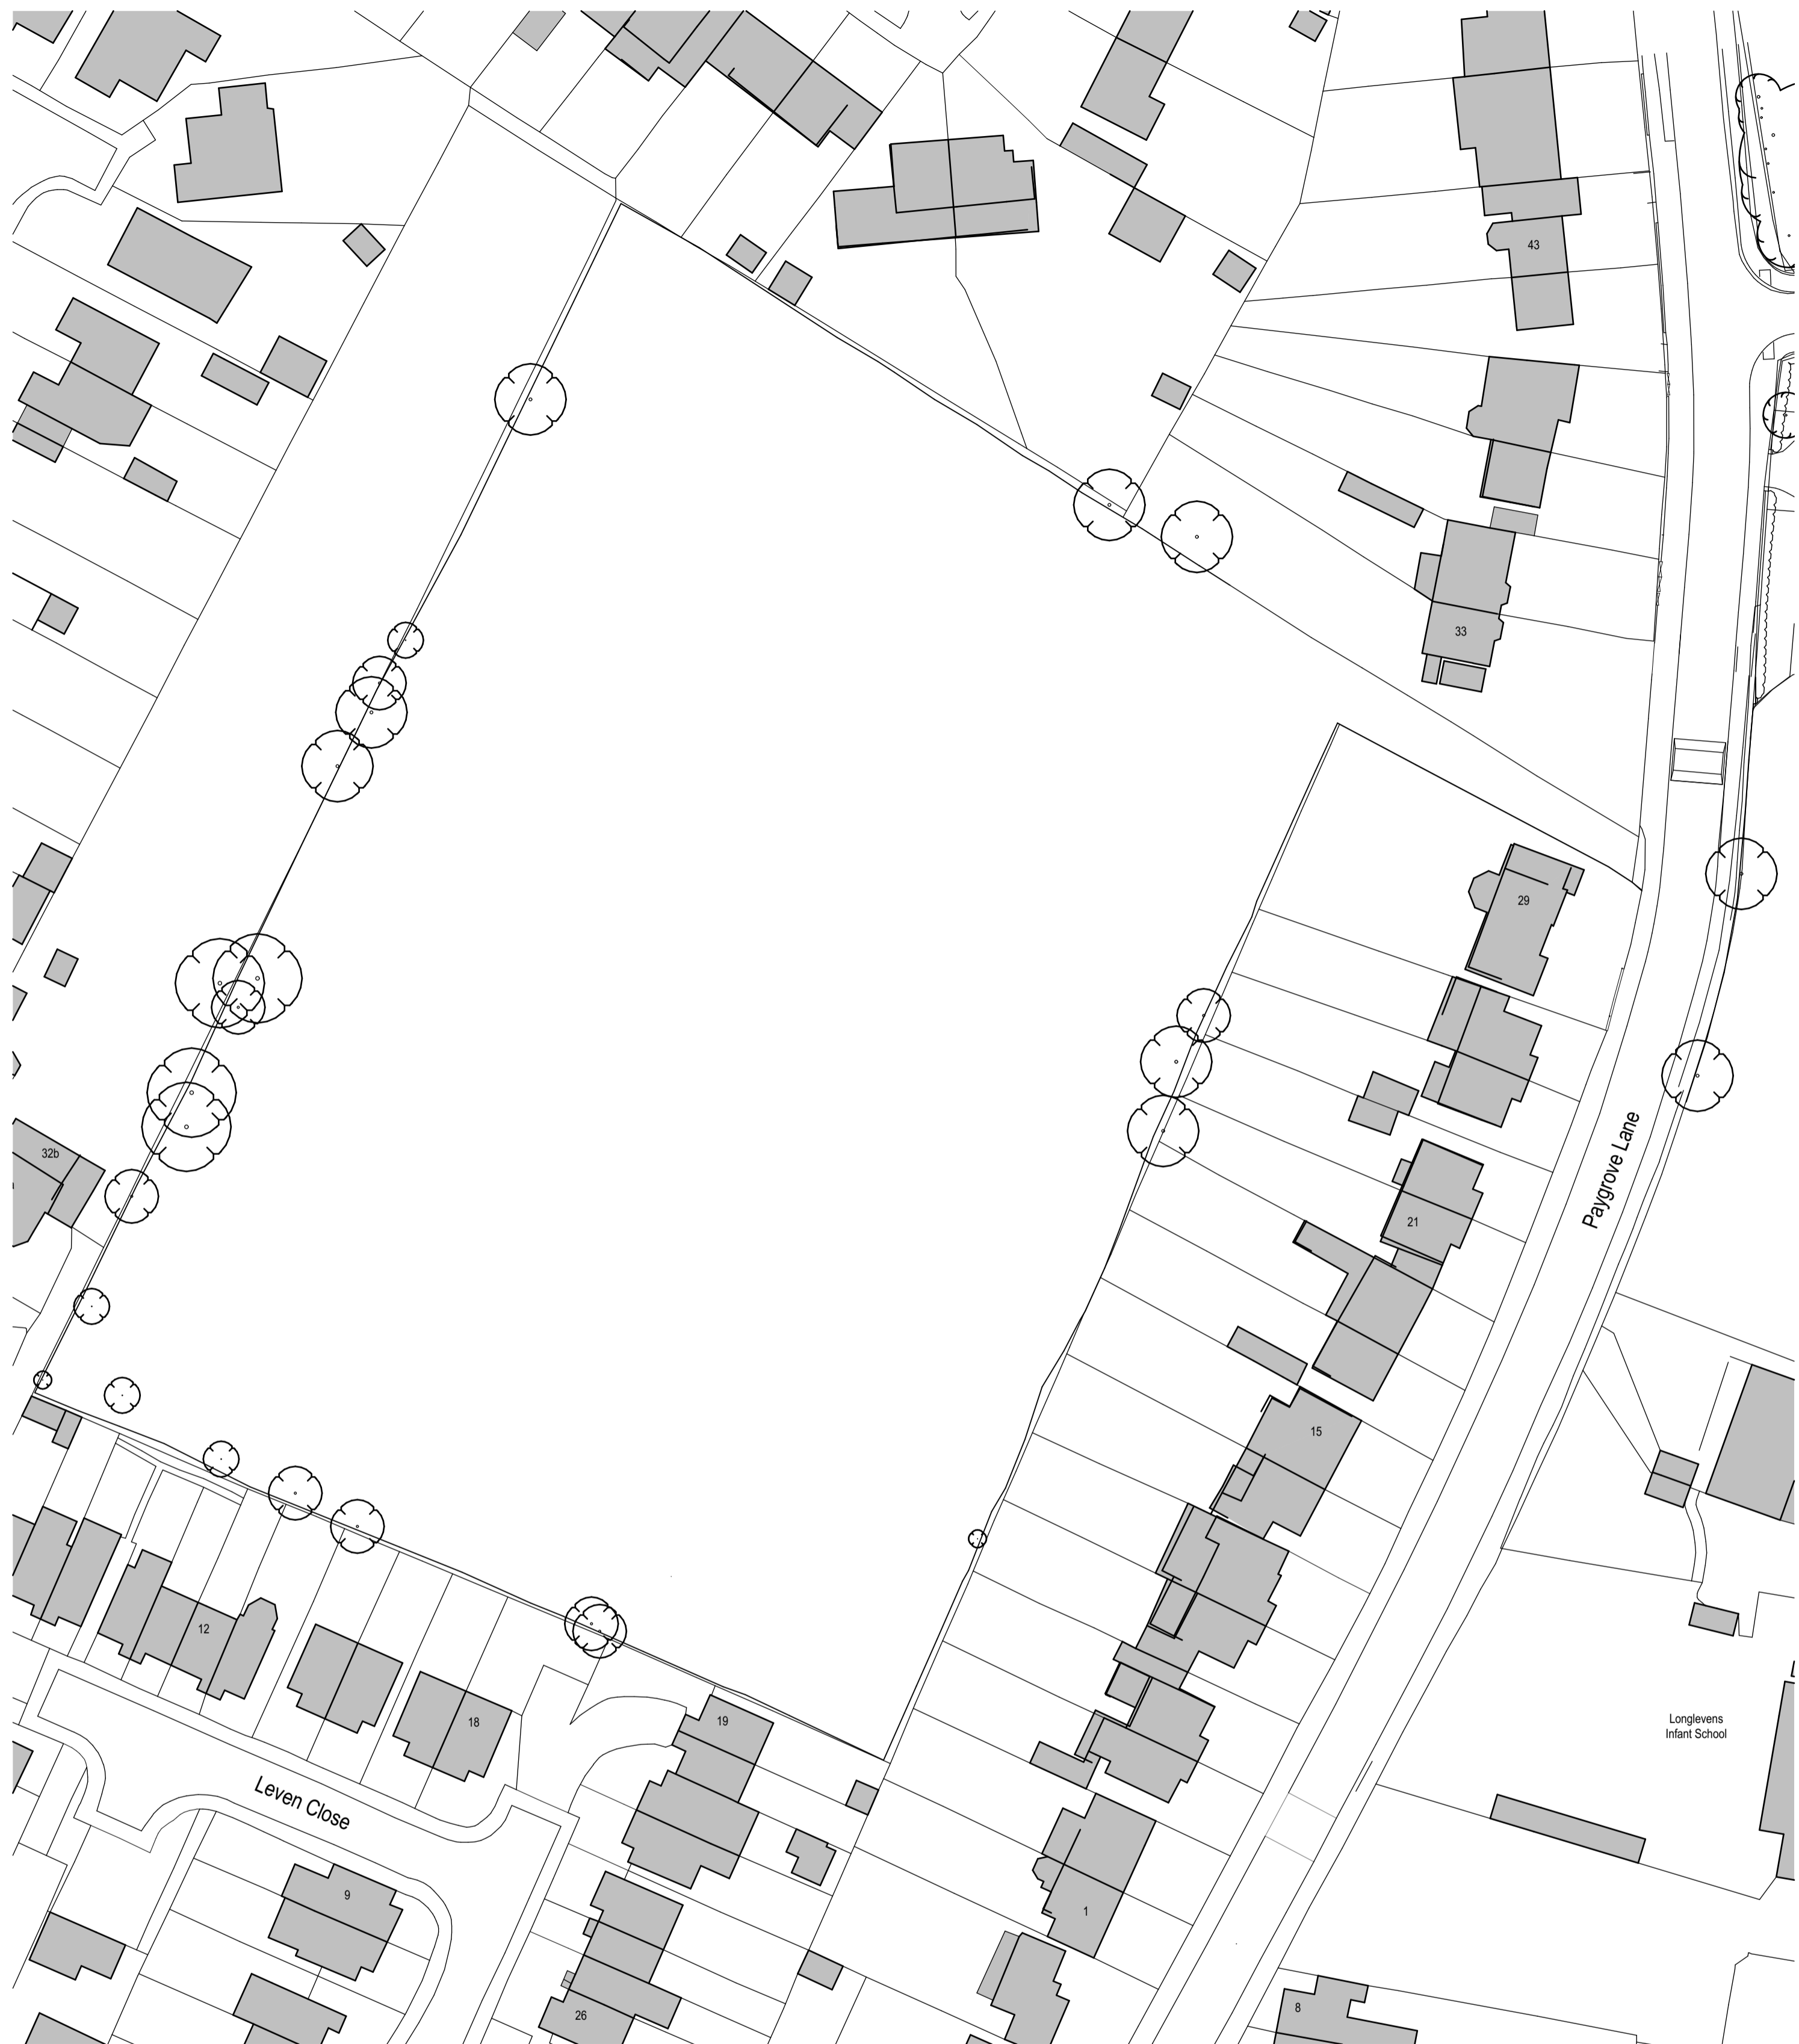 43
33
29
32b
Paygrove Lane
21
15
12
19
18
Longlevens
Infant School
Leven Close
9
1
26
8